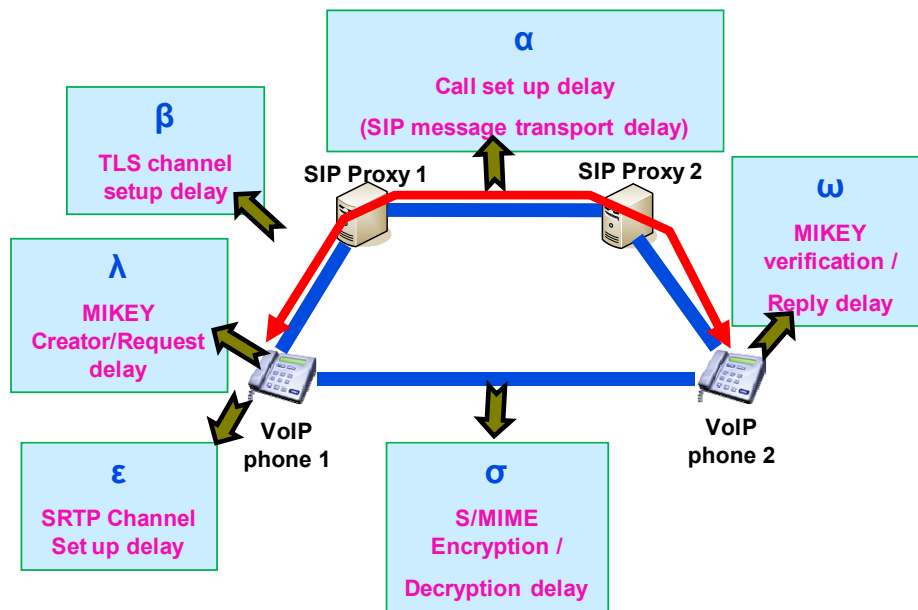 α
Call set up delay
(SIP message transport delay)
β
TLS channel
setup delay
SIP Proxy 1
SIP Proxy 2
ω
MIKEY
verification /
Reply delay
λ
MIKEY
Creator/Request
delay
VoIP
phone 1
VoIP
phone 2
ε
SRTP Channel
Set up delay
σ
S/MIME
Encryption /
Decryption delay